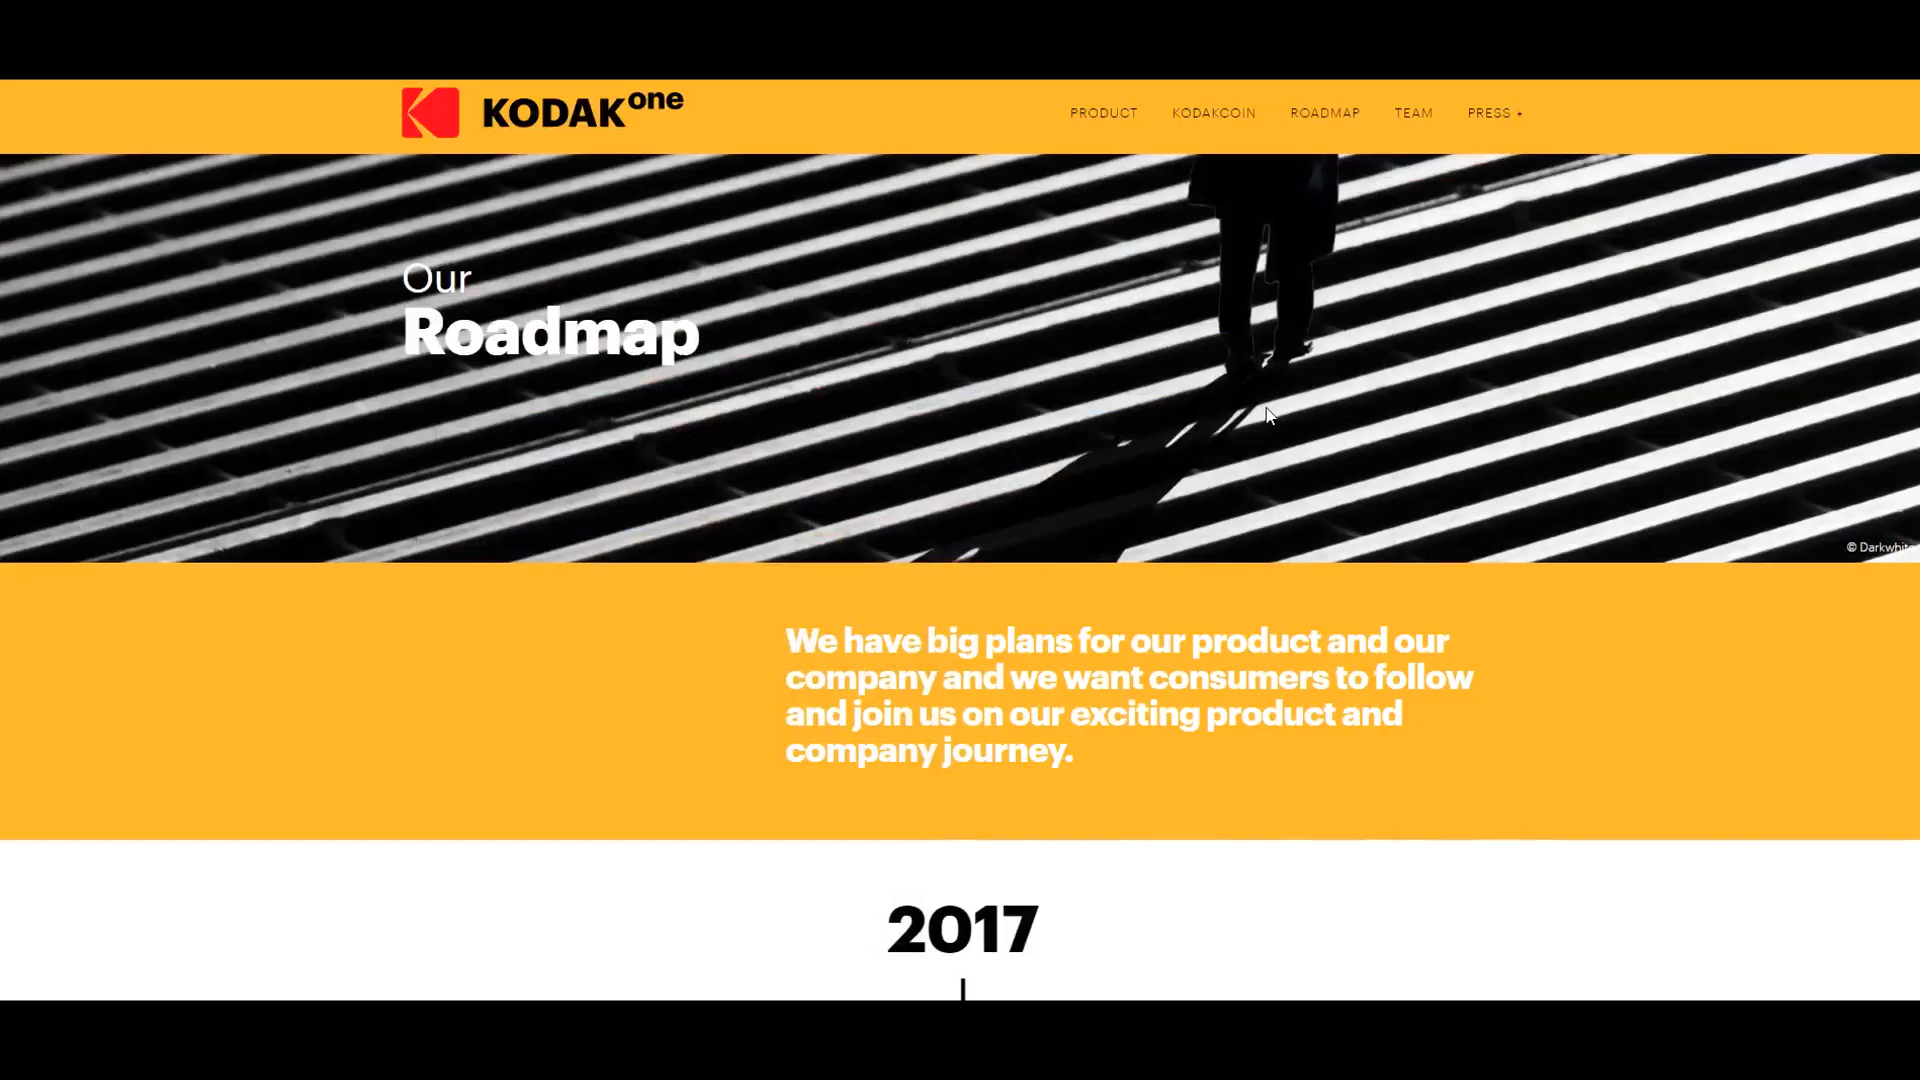 KODAKone
PRODUCT KODAKCOIN ROADMAP TEAM PRESS +
Our
Roadmap
© Darkwhite
We have big plans for our product and our
company and we want consumers to follow
and join us on our exciting product and
company journey.
2017